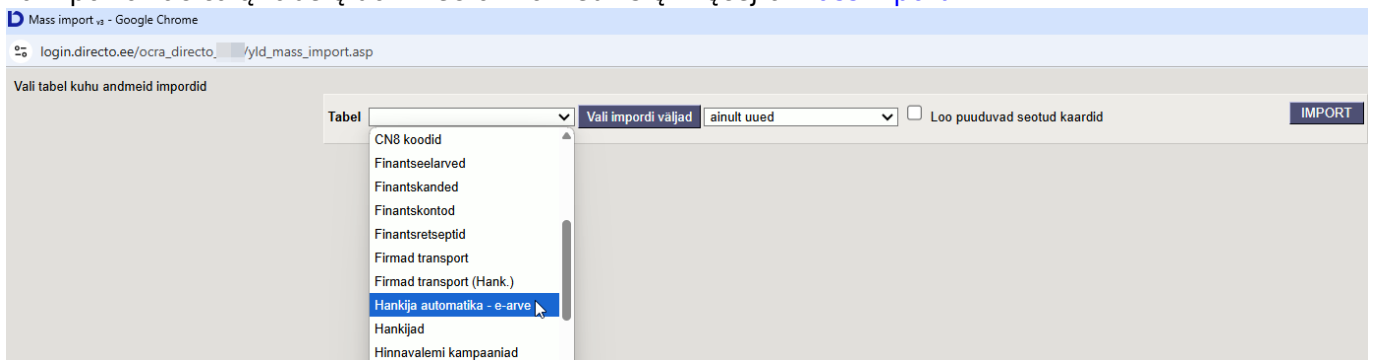 Mass import v3 - Google Chrome
login.directo.ee/ocra_directo_ /yld_mass_import.asp
Vali tabel kuhu andmeid impordid
Tabel Vali impordi väljad ainult uued Loo puuduvad seotud kaardid IMPORT
CN8 koodid
Finantseelarved
Finantskanded
Finantskontod
Finantsretseptid
Firmad transport
Firmad transport (Hank.)
Hankija automatika - e-arve
Hankijad
Hinnavalemi kampaaniad